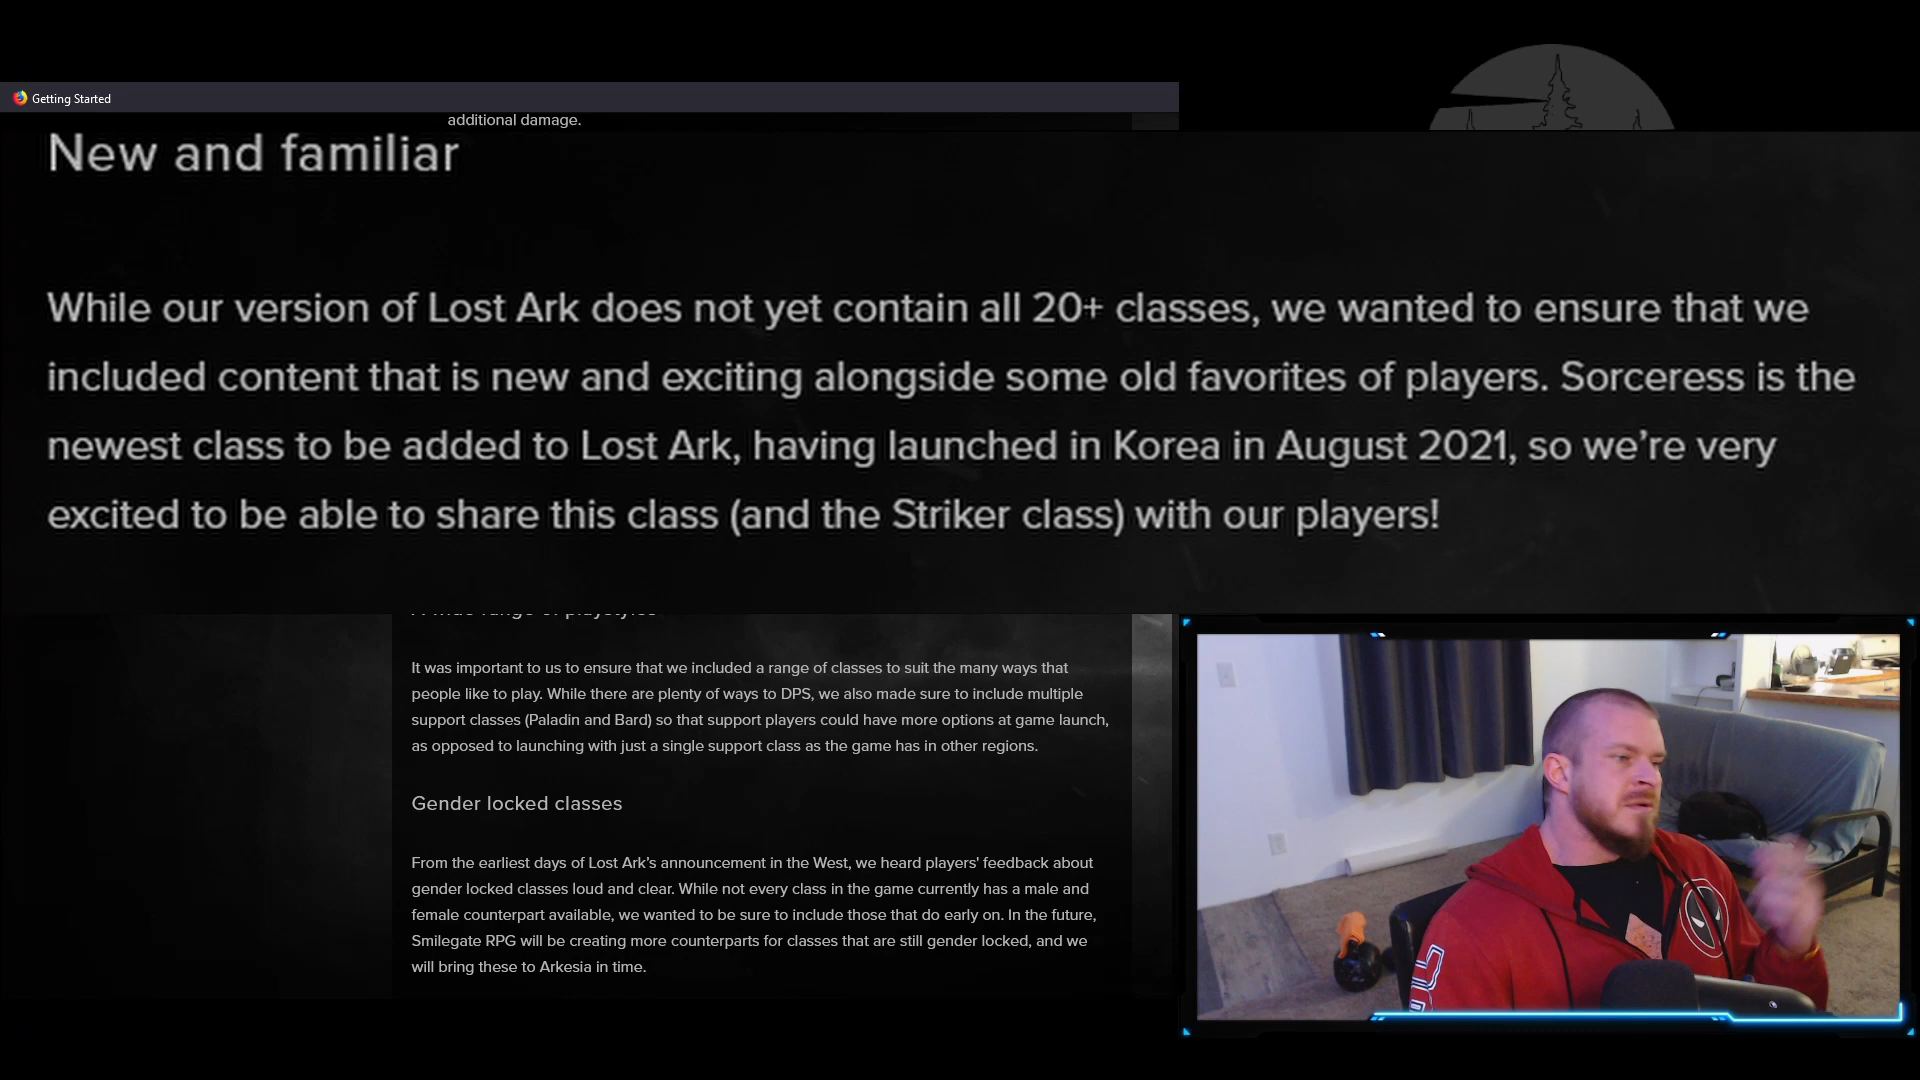 Getting Started
additional damage.
New and familiar
While our version of Lost Ark does not yet contain all 20+ classes, we wanted to ensure that we
included content that is new and exciting alongside some old favorites of players. Sorceress is the
newest class to be added to Lost Ark, having launched in Korea in August 2021, so we’re very
excited to be able to share this class (and the Striker class) with our players!
A wide range of playstyles
It was important to us to ensure that we included a range of classes to suit the many ways that
people like to play. While there are plenty of ways to DPS, we also made sure to include multiple
support classes (Paladin and Bard) so that support players could have more options at game launch,
as opposed to launching with just a single support class as the game has in other regions.
Gender locked classes
From the earliest days of Lost Ark’s announcement in the West, we heard players' feedback about
gender locked classes loud and clear. While not every class in the game currently has a male and
female counterpart available, we wanted to be sure to include those that do early on. In the future,
Smilegate RPG will be creating more counterparts for classes that are still gender locked, and we
will bring these to Arkesia in time.